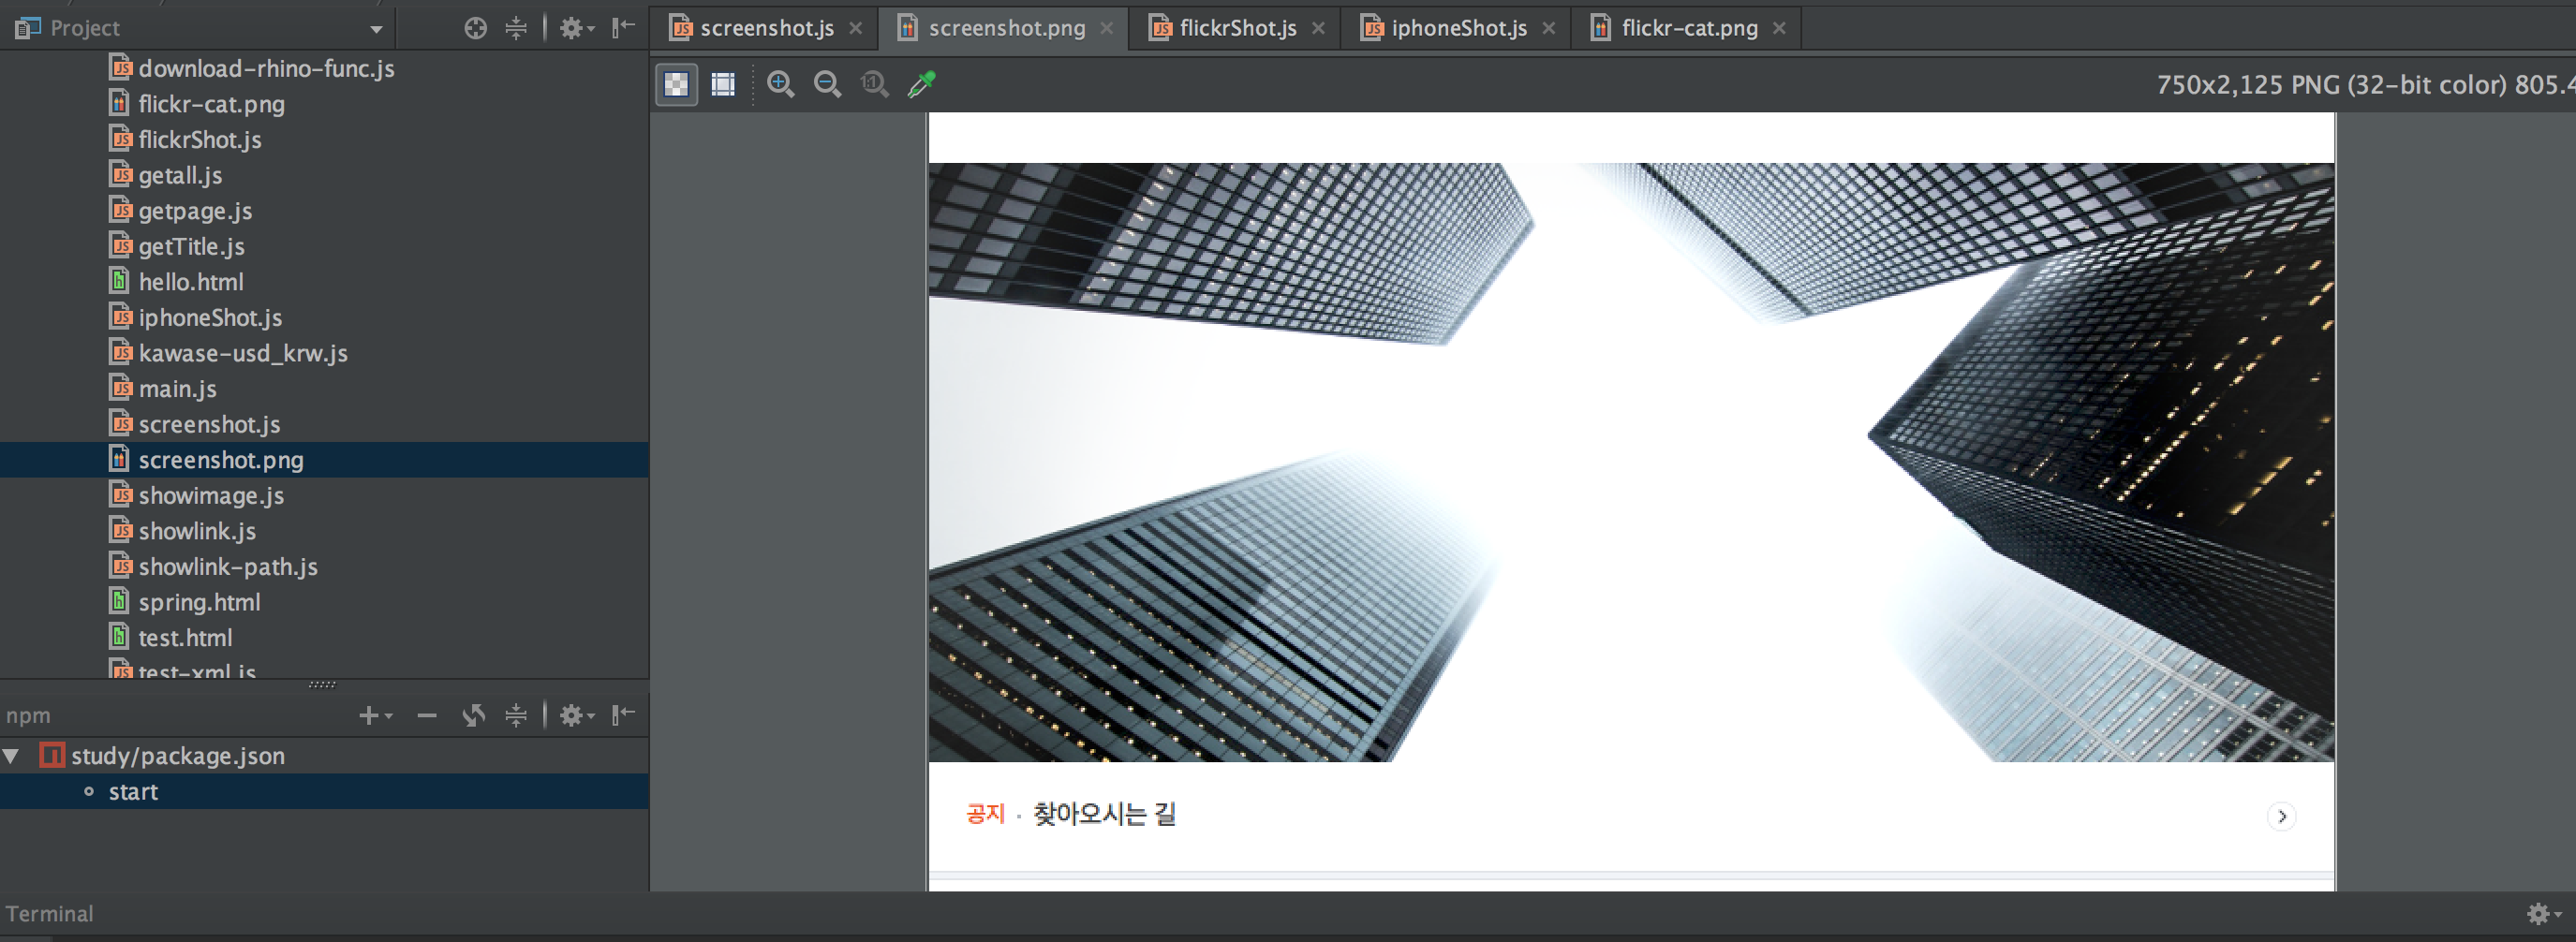 Project
screenshot.js
screenshot.png
flickrShot.js
iphoneShot.js
flickr-cat.png
1:1
750x2,125 PNG (32-bit color) 805.4
download-rhino-func.js
flickr-cat.png
flickrShot.js
getall.js
getpage.js
getTitle.js
hello.html
iphoneShot.js
kawase-usd_krw.js
main.js
screenshot.js
screenshot.png
showimage.js
showlink.js
showlink-path.js
spring.html
test.html
test-xml.js
npm
study/package.json
start
공지 · 찾아오시는 길
Terminal